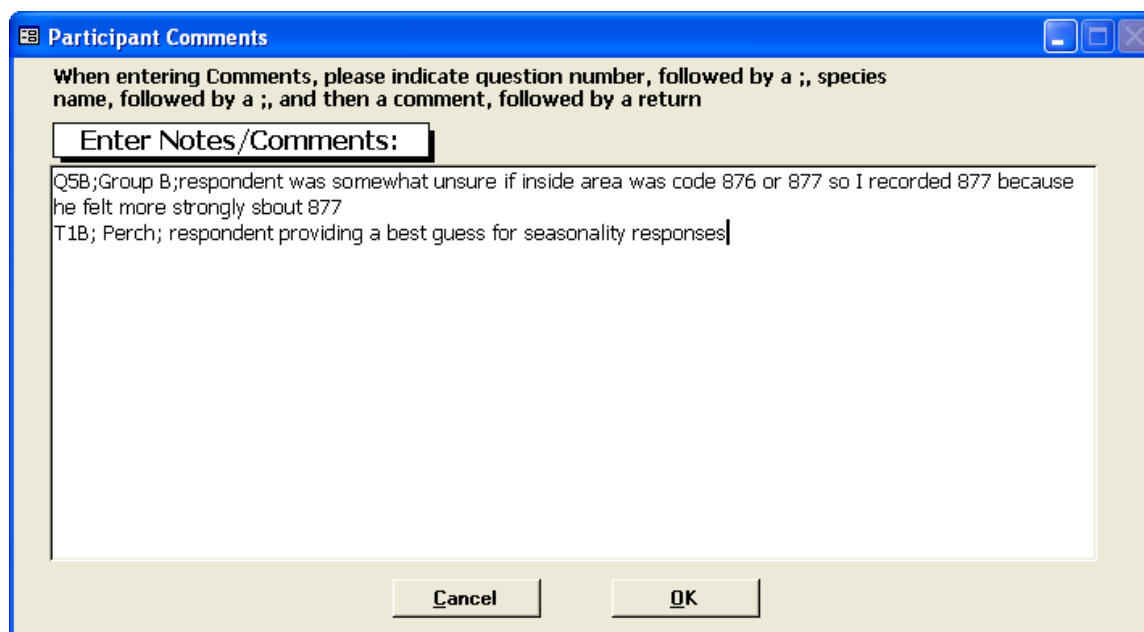 Participant Comments
When entering Comments, please indicate question number, followed by a ;, species
name, followed by a ;, and then a comment, followed by a return
Enter Notes/Comments:
Q5B;Group B;respondent was somewhat unsure if inside area was code 876 or 877 so I recorded 877 because
he felt more strongly sbout 877
T1B; Perch; respondent providing a best guess for seasonality responses
Cancel OK